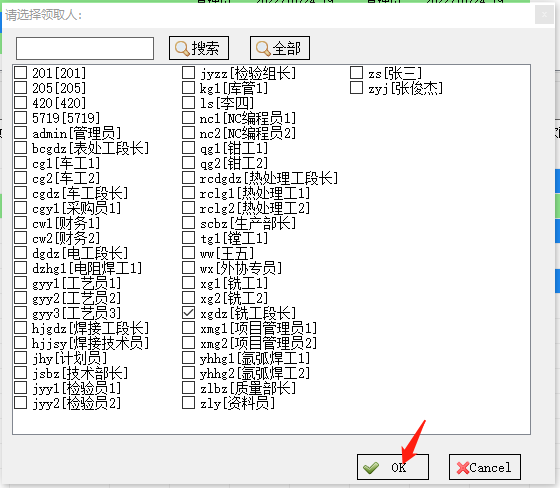 请选择领取人:
搜索
全部
201[201]
205[205]
420[420]
5719[5719]
admin[管理员]
bcgdz[表处工段长]
cg1[车工1]
cg2[车工2]
cgdz[车工段长]
cgy1[采购员1]
cw1[财务1]
cw2[财务2]
dgdz[电工段长]
dzhg1[电阻焊工1]
gyy1[工艺员1]
gyy2[工艺员2]
gyy3[工艺员3]
hjgdz[焊接工段长]
hjjsy[焊接技术员]
jhy[计划员]
jsbz[技术部长]
jyy1[检验员1]
jyy2[检验员2]
jyzz[检验组长]
kg1[库管1]
ls[李四]
nc1[NC编程员1]
nc2[NC编程员2]
qg1[钳工1]
qg2[钳工2]
rcdgdz[热处理工段长]
rclg1[热处理工1]
rclg2[热处理工2]
scbz[生产部长]
tg1[镗工1]
ww[王五]
wx[外协专员]
xg1[铣工1]
xg2[铣工2]
xgdz[铣工段长]
xmg1[项目管理员1]
xmg2[项目管理员2]
yhhg1[氩弧焊工1]
yhhg2[氩弧焊工2]
zlbz[质量部长]
zly[资料员]
zs[张三]
zyj[张俊杰]
OK
Cancel